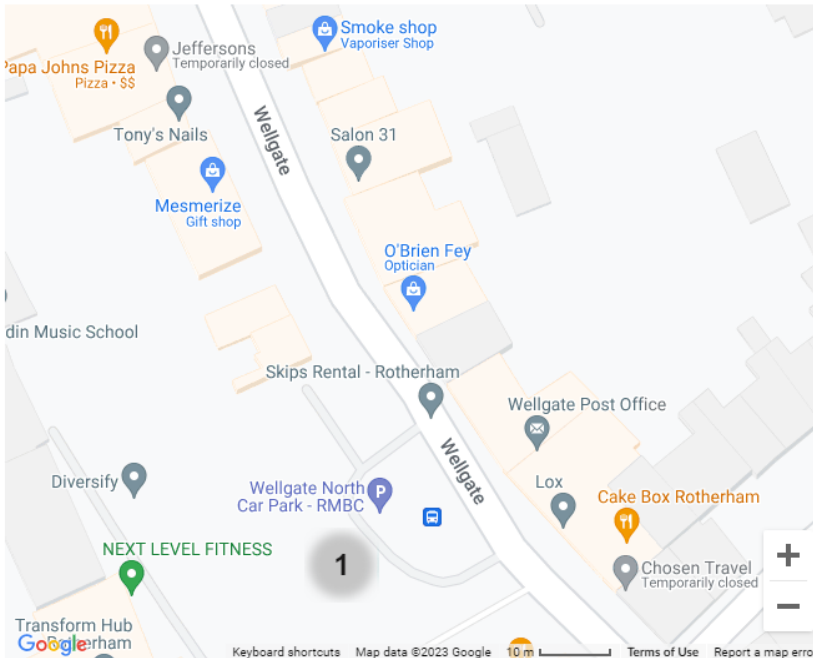 Smoke shop
Vaporiser Shop
Jeffersons
Temporarily closed
Papa Johns Pizza
Pizza • $$
Wellgate
Tony's Nails
Salon 31
Mesmerize
Gift shop
O'Brien Fey
Optician
din Music School
Skips Rental - Rotherham
Wellgate Post Office
Wellgate
Diversify
Wellgate North
Car Park - RMBC
P
Lox
Cake Box Rotherham
NEXT LEVEL FITNESS
1
Chosen Travel
Temporarily closed
+
−
Transform Hub
Rotherham
Google
Keyboard shortcuts
Map data ©2023 Google
10 m
Terms of Use
Report a map erro